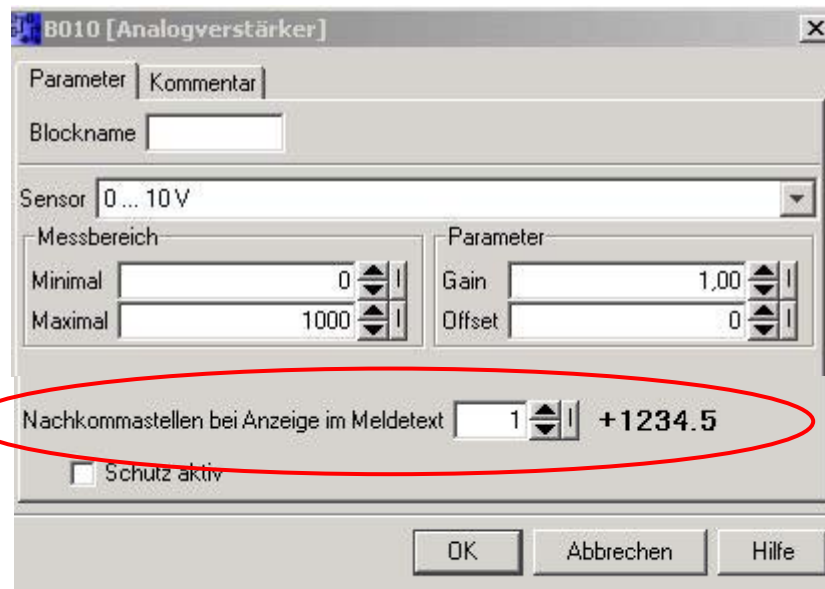 B010 [Analogverstärker]
Parameter Kommentar
Blockname
Sensor 0 ... 10 V
Messbereich Parameter
Minimal 0 Gain 1,00
Maximal 1000 Offset 0
Nachkommastellen bei Anzeige im Meldetext 1 +1234.5
Schutz aktiv
OK Abbrechen Hilfe